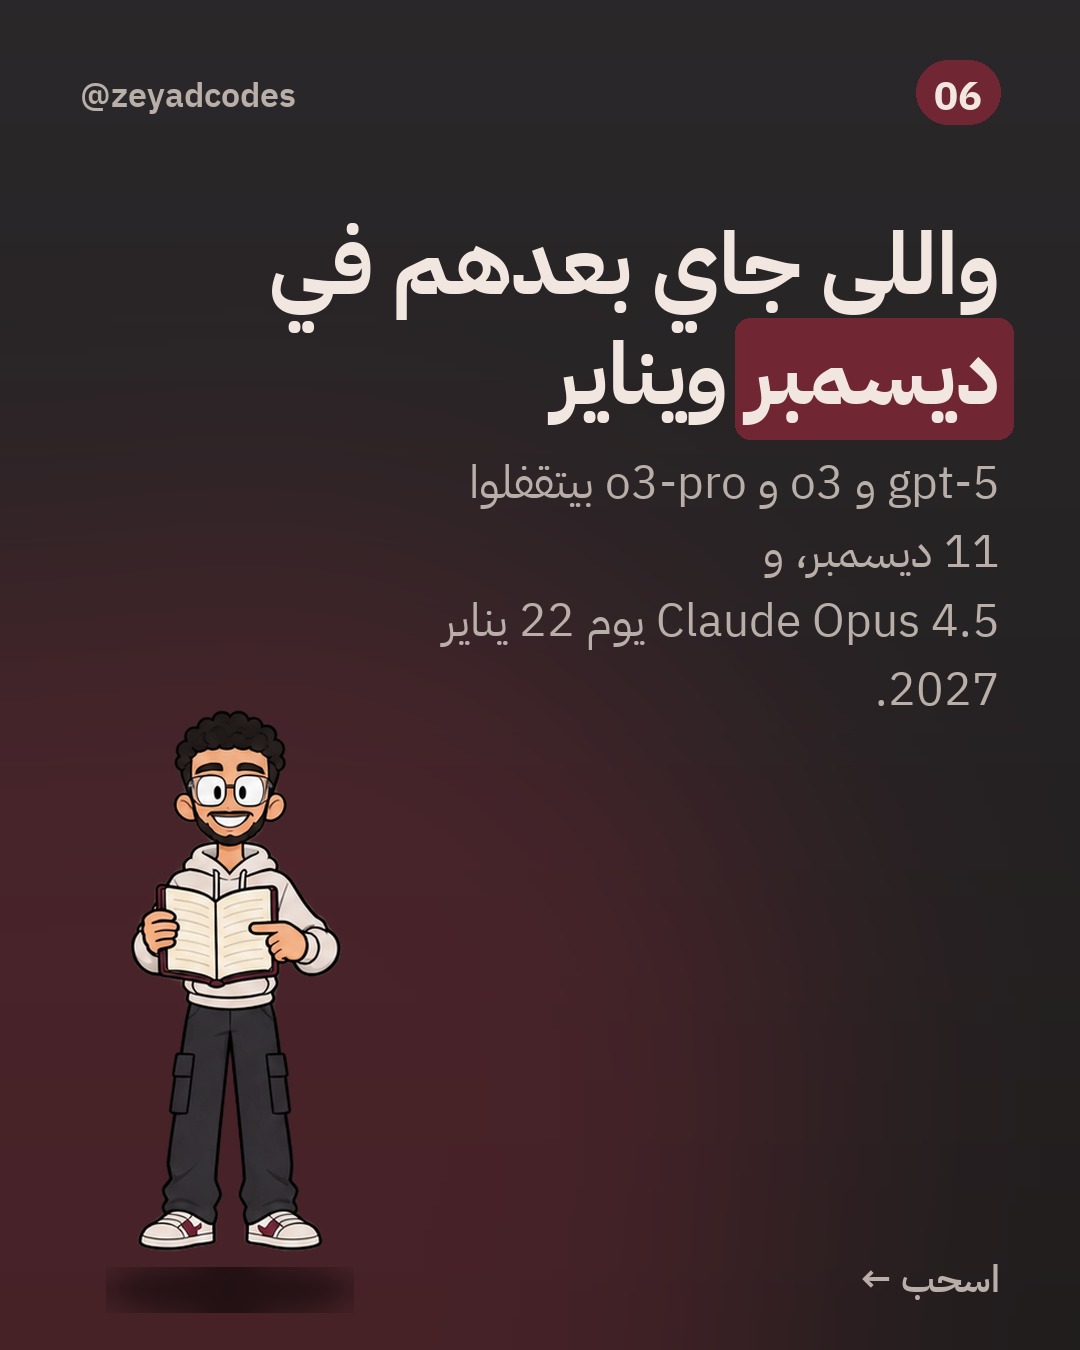 @zeyadcodes
06
واللى جاي بعدهم في
ديسمبر ويناير
gpt-5 و o3 و o3-pro بيتقفلوا
11 ديسمبر، و
Claude Opus 4.5 يوم 22 يناير
2027.
اسحب ←